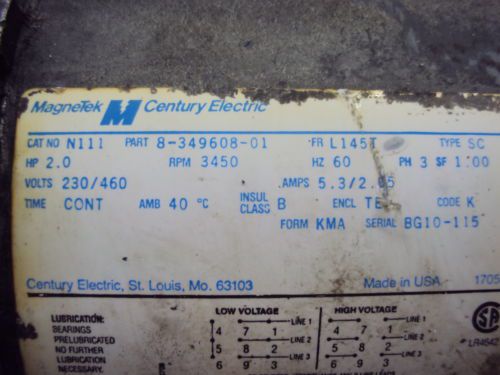 MagneTek Century Electric
CAT NO N111 PART 8-349608-01 FR L145T TYPE SC
HP 2.0 RPM 3450 HZ 60 PH 3 SF 1.00
VOLTS 230/460 AMPS 5.3/2.
TIME CONT AMB 40 °C INSUL CLASS B ENCL CODE K
FORM KMA SERIAL BG10-115
Century Electric, St. Louis, Mo. 63103 Made in USA 1705
LUBRICATION: LOW VOLTAGE HIGH VOLTAGE
BEARINGS 4 7 1 LINE 1 4 7 1 LINE 1
PRELUBRICATED 5 8 2 LINE 2 5 8 2 LINE 2
NO FURTHER LINE 3 LINE 3
LUBRICATION 6 9 3 6 9 3
NECESSARY.
SA